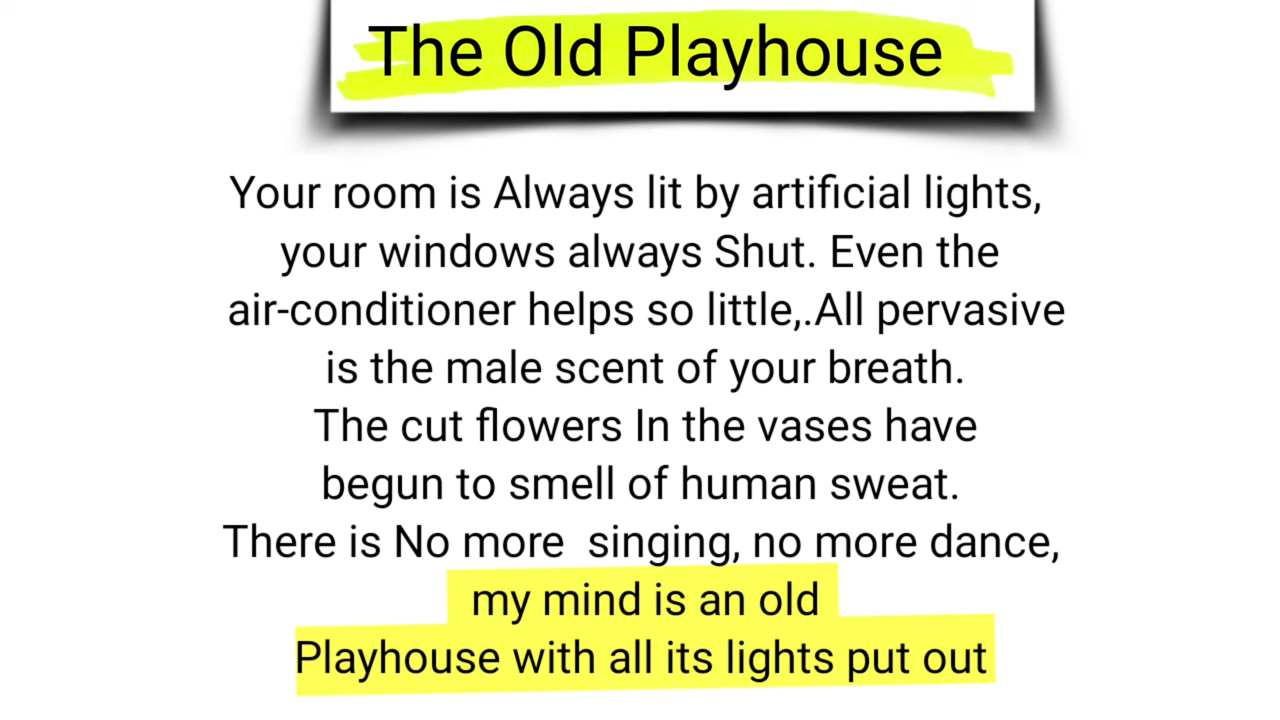 The Old Playhouse
Your room is Always lit by artificial lights,
your windows always Shut. Even the
air-conditioner helps so little,.All pervasive
is the male scent of your breath.
The cut flowers In the vases have
begun to smell of human sweat.
There is No more  singing, no more dance,
my mind is an old
Playhouse with all its lights put out